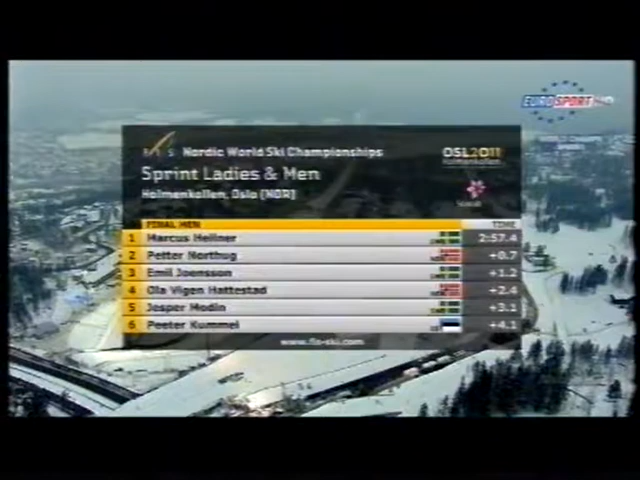 EUROSPORT HD
FIS Nordic World Ski Championships
OSL2011
Sprint Ladies & Men
Holmenkollen, Oslo (NOR)
FINAL MEN TIME
1 Marcus Hellner 2:57.4
2 Petter Northug +0.7
3 Emil Joensson +1.2
4 Ola Vigen Hattestad +2.4
5 Jesper Modin +3.1
6 Peeter Kummel +4.1
www.fis-ski.com